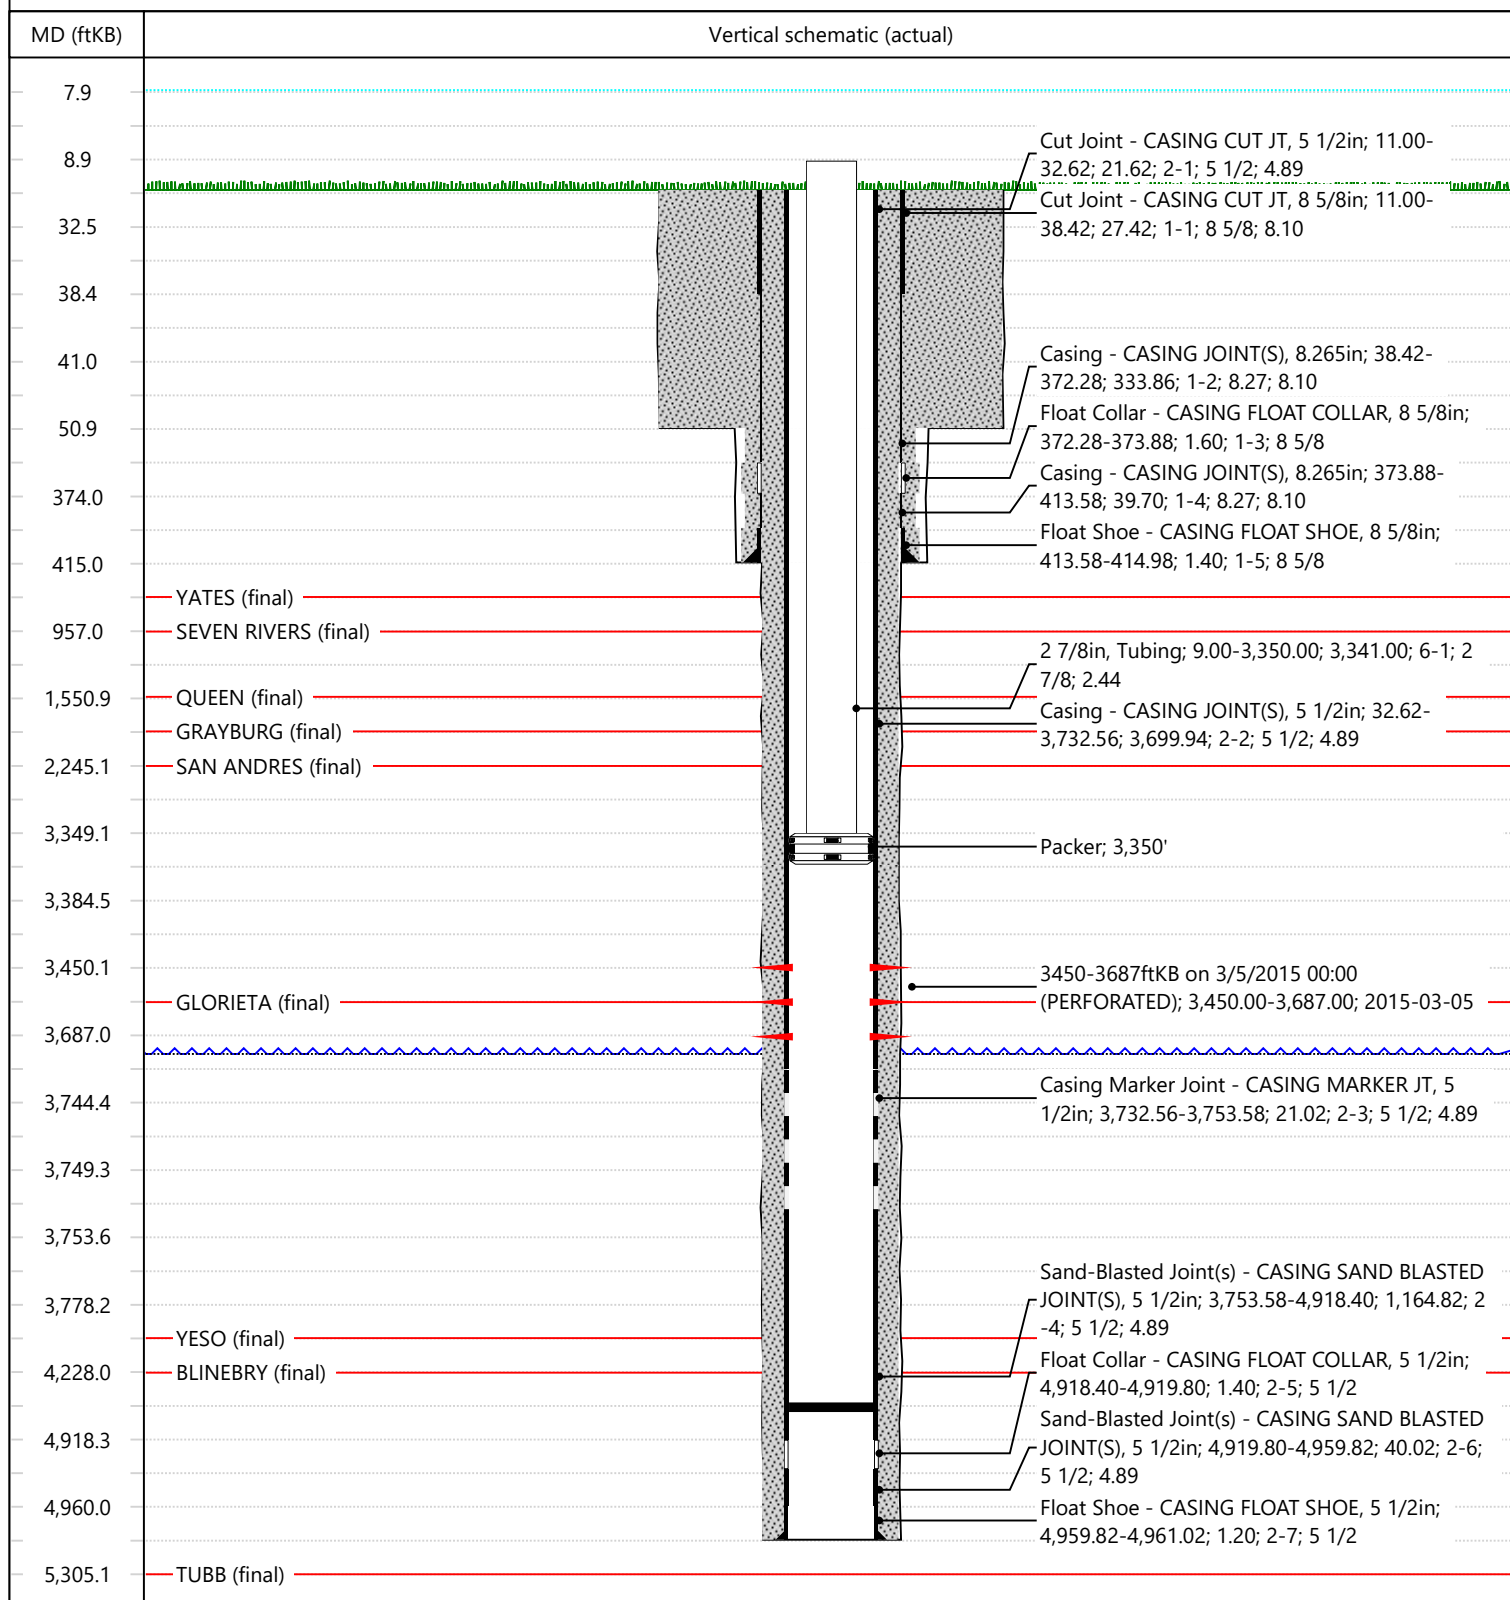 MD (ftKB)
Vertical schematic (actual)
7.9
8.9
Cut Joint - CASING CUT JT, 5 1/2in; 11.00-
32.62; 21.62; 2-1; 5 1/2; 4.89
Cut Joint - CASING CUT JT, 8 5/8in; 11.00-
38.42; 27.42; 1-1; 8 5/8; 8.10
32.5
38.4
41.0
Casing - CASING JOINT(S), 8.265in; 38.42-
372.28; 333.86; 1-2; 8.27; 8.10
50.9
Float Collar - CASING FLOAT COLLAR, 8 5/8in;
372.28-373.88; 1.60; 1-3; 8 5/8
374.0
Casing - CASING JOINT(S), 8.265in; 373.88-
413.58; 39.70; 1-4; 8.27; 8.10
Float Shoe - CASING FLOAT SHOE, 8 5/8in;
413.58-414.98; 1.40; 1-5; 8 5/8
415.0
YATES (final)
957.0
SEVEN RIVERS (final)
2 7/8in, Tubing; 9.00-3,350.00; 3,341.00; 6-1; 2
7/8; 2.44
1,550.9
QUEEN (final)
Casing - CASING JOINT(S), 5 1/2in; 32.62-
3,732.56; 3,699.94; 2-2; 5 1/2; 4.89
GRAYBURG (final)
2,245.1
SAN ANDRES (final)
3,349.1
Packer; 3,350'
3,384.5
3,450.1
3450-3687ftKB on 3/5/2015 00:00
(PERFORATED); 3,450.00-3,687.00; 2015-03-05
GLORIETA (final)
3,687.0
Casing Marker Joint - CASING MARKER JT, 5
1/2in; 3,732.56-3,753.58; 21.02; 2-3; 5 1/2; 4.89
3,744.4
3,749.3
3,753.6
Sand-Blasted Joint(s) - CASING SAND BLASTED
JOINT(S), 5 1/2in; 3,753.58-4,918.40; 1,164.82; 2
-4; 5 1/2; 4.89
3,778.2
YESO (final)
4,228.0
BLINEBRY (final)
Float Collar - CASING FLOAT COLLAR, 5 1/2in;
4,918.40-4,919.80; 1.40; 2-5; 5 1/2
4,918.3
Sand-Blasted Joint(s) - CASING SAND BLASTED
JOINT(S), 5 1/2in; 4,919.80-4,959.82; 40.02; 2-6;
5 1/2; 4.89
4,960.0
Float Shoe - CASING FLOAT SHOE, 5 1/2in;
4,959.82-4,961.02; 1.20; 2-7; 5 1/2
5,305.1
TUBB (final)